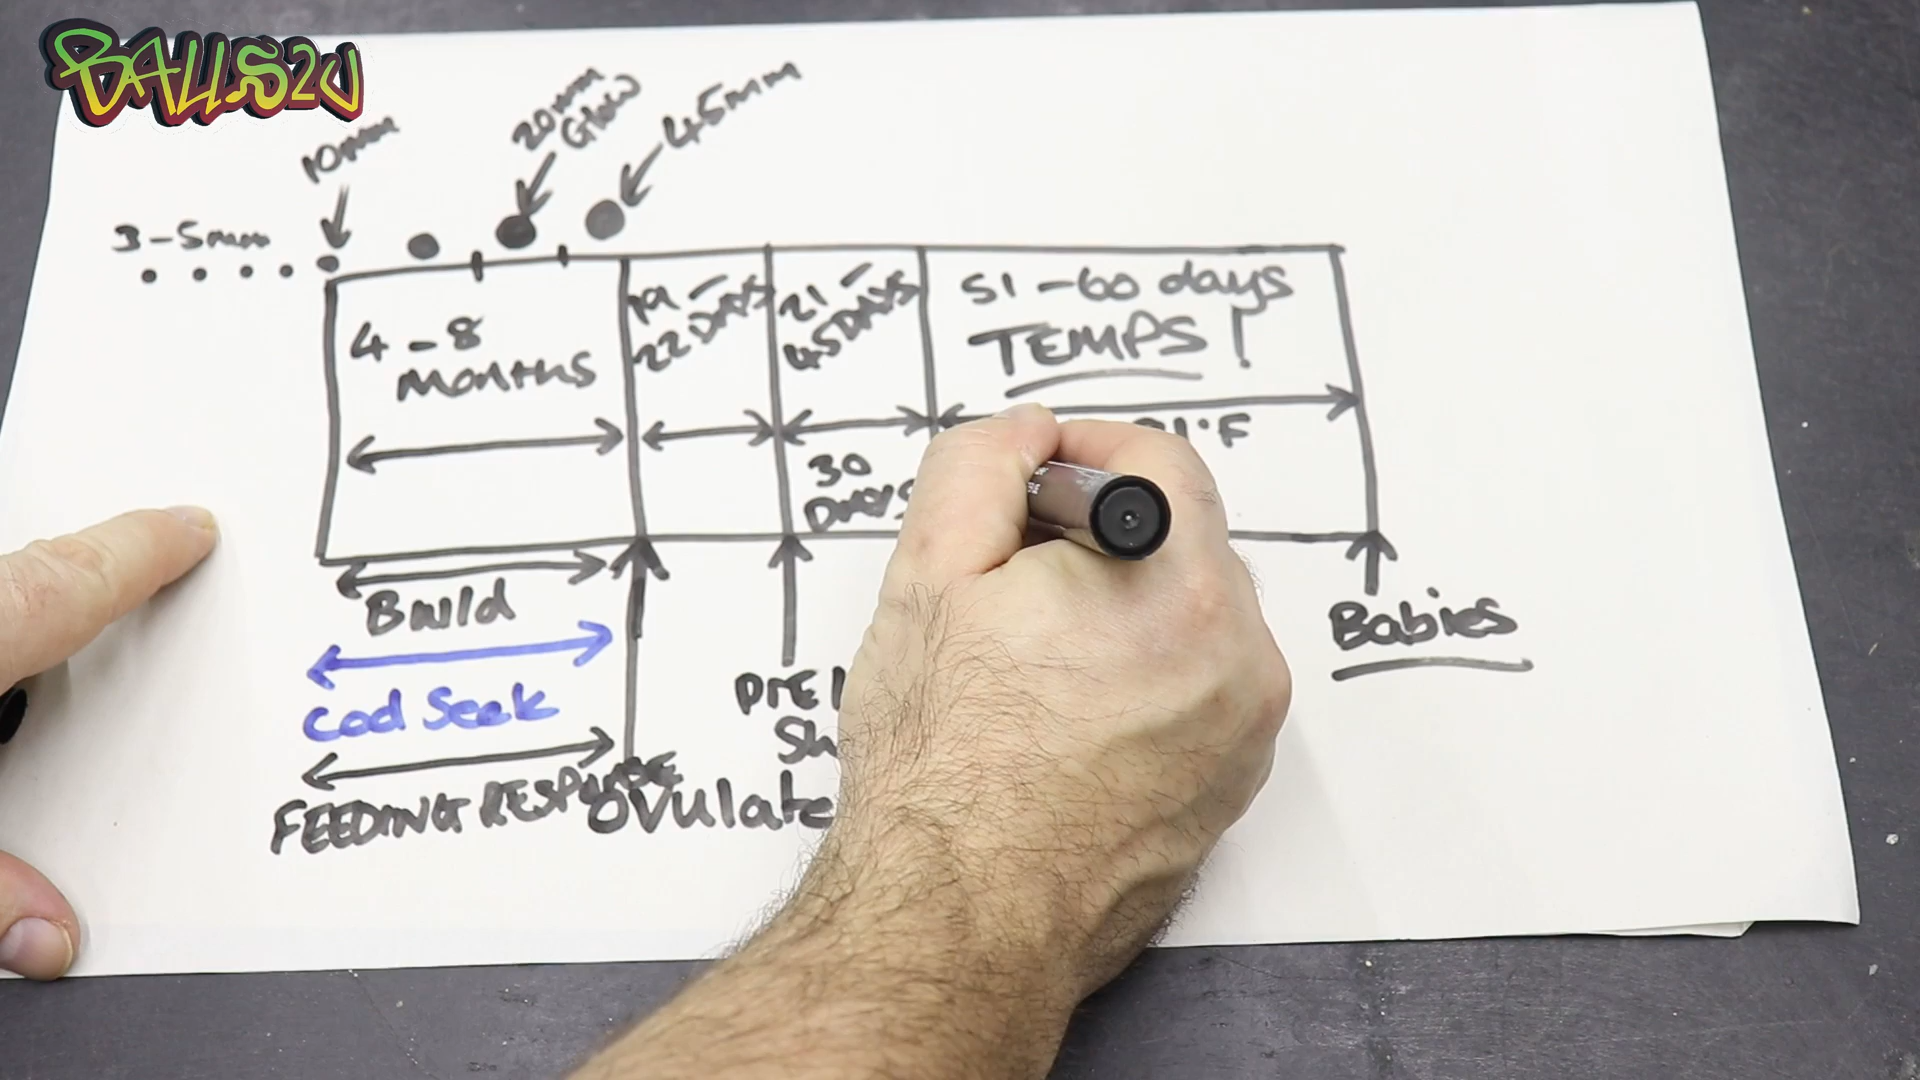 BALLS2U
10mm
20mm
Glow
45mm
3-5mm
4-8
months
19-
22 DAYS
21-
45 DAYS
51-60 days
TEMPS!
30
DAYS
°F
Build
Cod Seek
FEEDING RESPONSE
OVulate
PRE
Babies